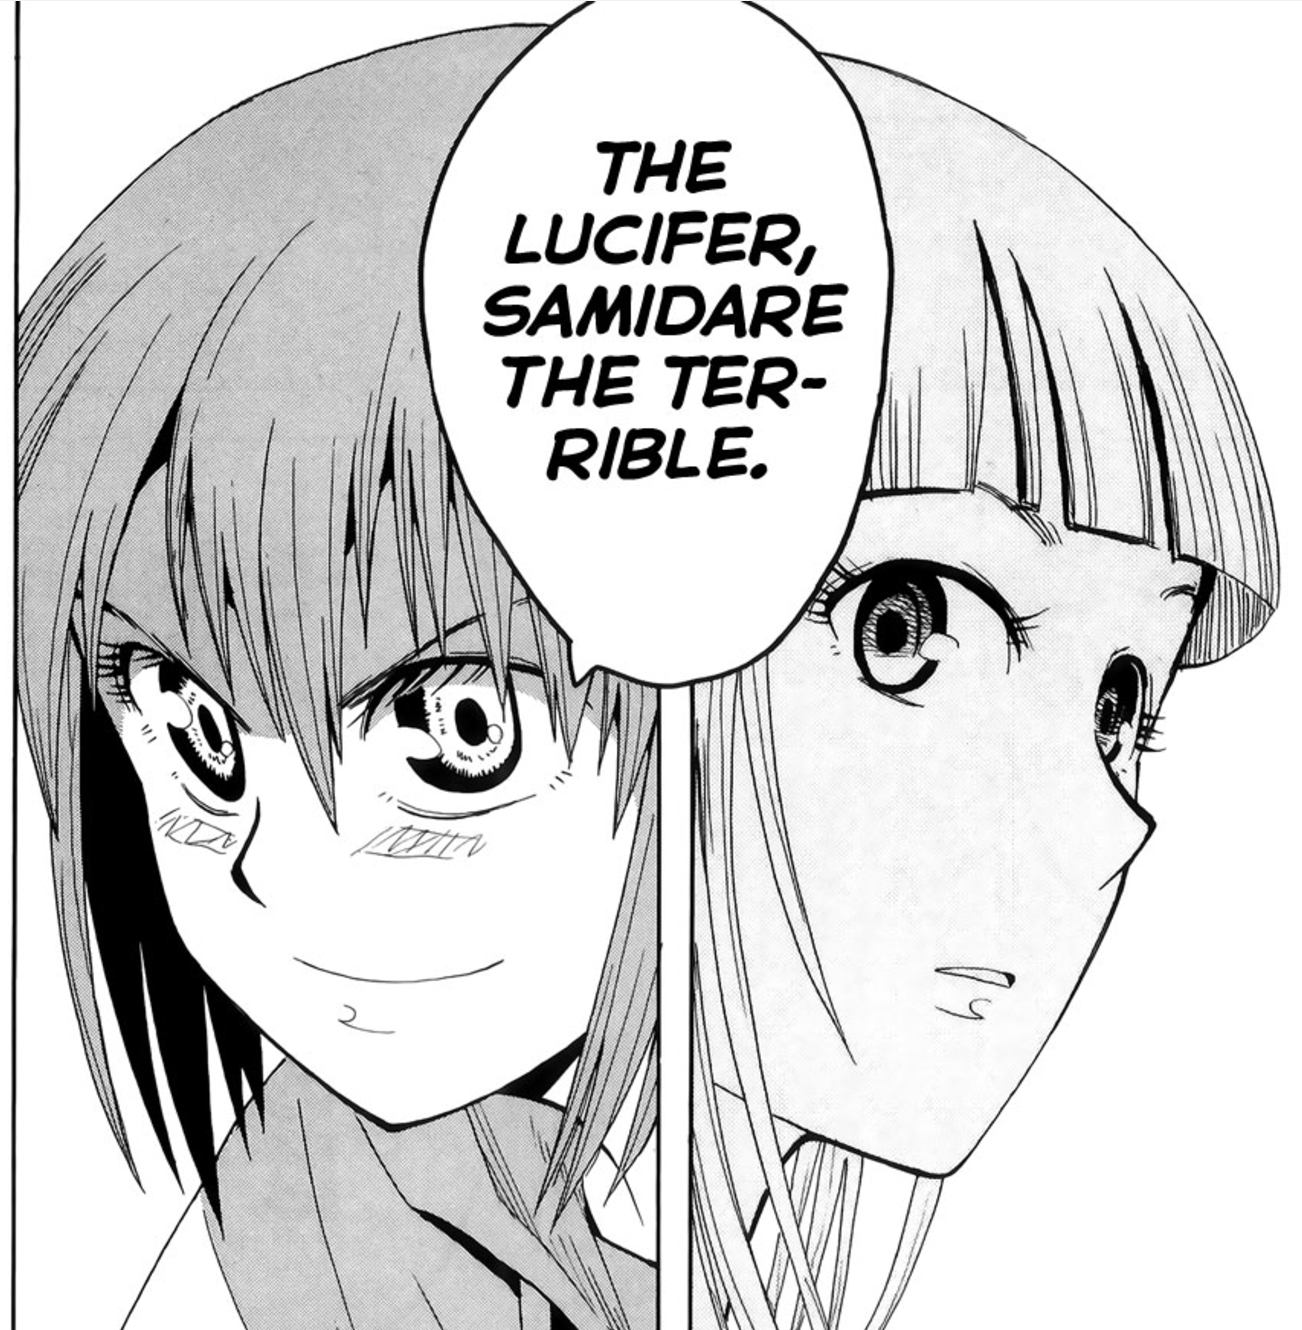 THE
LUCIFER,
SAMIDARE
THE TER-
RIBLE.